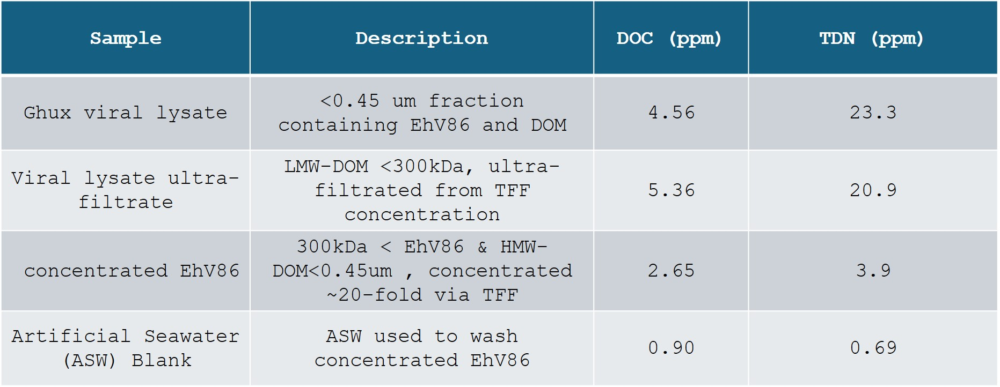 Sample Description DOC (ppm) TDN (ppm)
Ghux viral lysate
<0.45 um fraction
containing EhV86 and DOM
4.56
23.3
Viral lysate ultra-
filtrate
LMW-DOM <300kDa, ultra-
filtrated from TFF
concentration
5.36
20.9
concentrated EhV86
300kDa < EhV86 & HMW-
DOM<0.45um , concentrated
~20-fold via TFF
2.65
3.9
Artificial Seawater
(ASW) Blank
ASW used to wash
concentrated EhV86
0.90
0.69